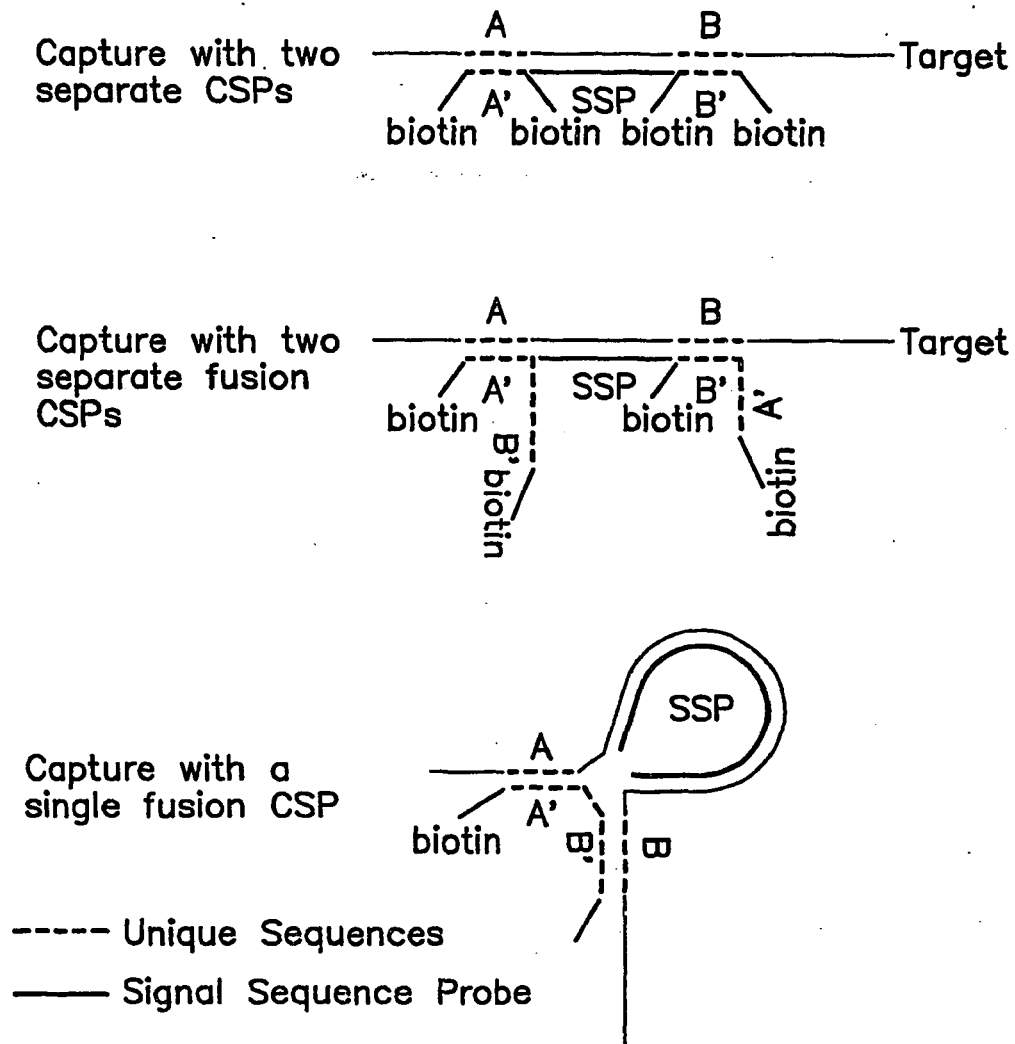 A B
Capture with two
separate CSPs
Target
A' SSP B'
biotin biotin biotin biotin
A B
Capture with two
separate fusion
CSPs
Target
A' SSP B' A'
biotin biotin
B' biotin
biotin
SSP
A
Capture with a
single fusion CSP
A'
biotin
B' B
Unique Sequences
Signal Sequence Probe